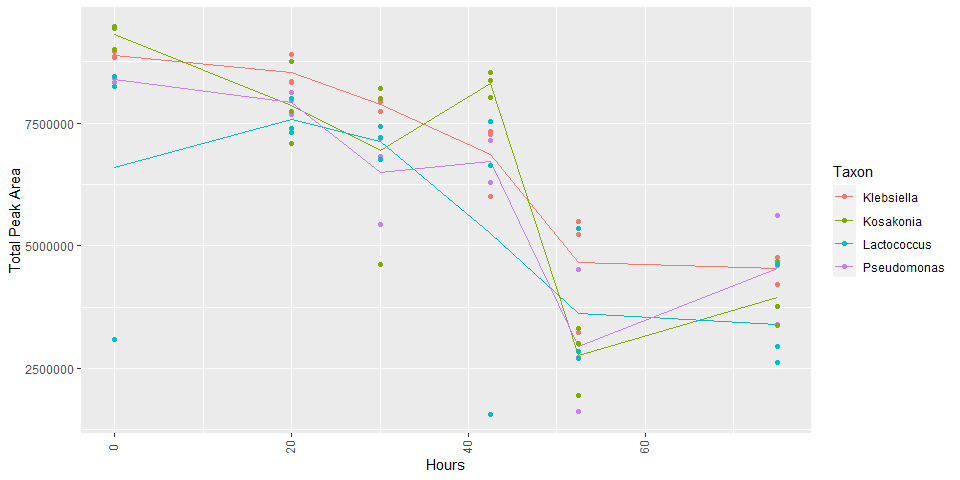 Total Peak Area
7500000
5000000
2500000
0
20
40
60
Hours
Taxon
Klebsiella
Kosakonia
Lactococcus
Pseudomonas